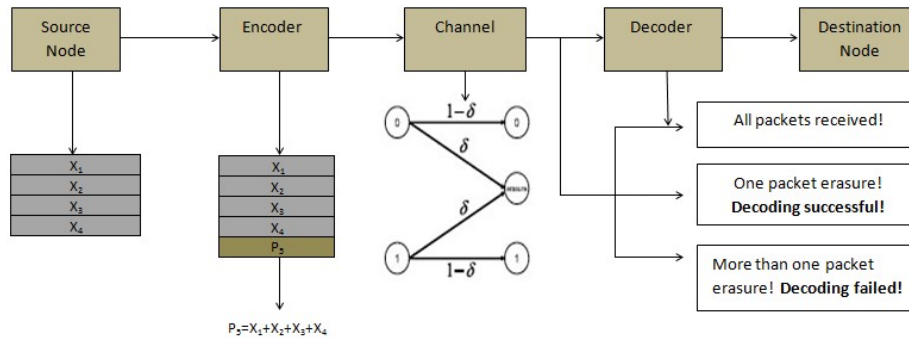 Source
Node
Encoder
Channel
Decoder
Destination
Node
X₁
X₂
X₃
X₄
X₁
X₂
X₃
X₄
P₅
P₅=X₁+X₂+X₃+X₄
0
1-δ
0
δ
δ
1
1-δ
1
All packets received!
One packet erasure!
Decoding successful!
More than one packet
erasure! Decoding failed!